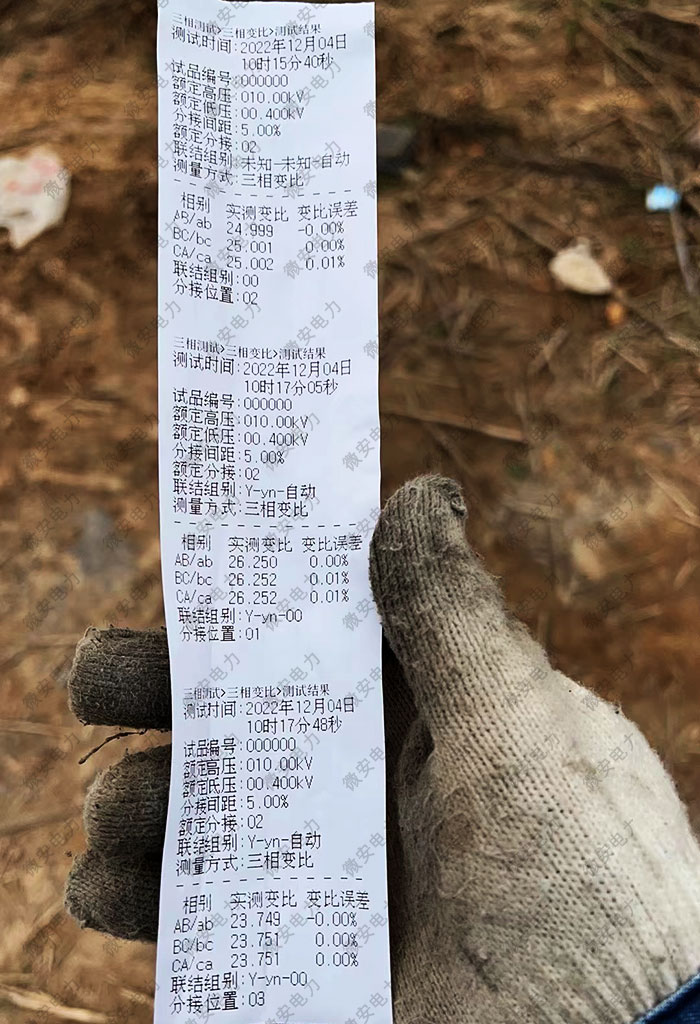 三相测试>三相变比>测试结果
测试时间:2022年12月04日
10时15分40秒
试品编号:000000
额定高压:010.00kV
额定低压:00.400kV
分接间距:5.00%
额定分接:02
联结组别:未知-未知-自动
测量方式:三相变比
相别 实测变比 变比误差
AB/ab 24.999 -0.00%
BC/bc 25.001 0.00%
CA/ca 25.002 0.01%
联结组别:00
分接位置:02
三相测试>三相变比>测试结果
测试时间:2022年12月04日
10时17分05秒
试品编号:000000
额定高压:010.00kV
额定低压:00.400kV
分接间距:5.00%
额定分接:02
联结组别:Y-yn-自动
测量方式:三相变比
相别 实测变比 变比误差
AB/ab 26.250 0.00%
BC/bc 26.252 0.01%
CA/ca 26.252 0.01%
联结组别:Y-yn-00
分接位置:01
三相测试>三相变比>测试结果
测试时间:2022年12月04日
10时17分48秒
试品编号:000000
额定高压:010.00kV
额定低压:00.400kV
分接间距:5.00%
额定分接:02
联结组别:Y-yn-自动
测量方式:三相变比
相别 实测变比 变比误差
AB/ab 23.749 -0.00%
BC/bc 23.751 0.00%
CA/ca 23.751 0.00%
联结组别:Y-yn-00
分接位置:03
微安电力